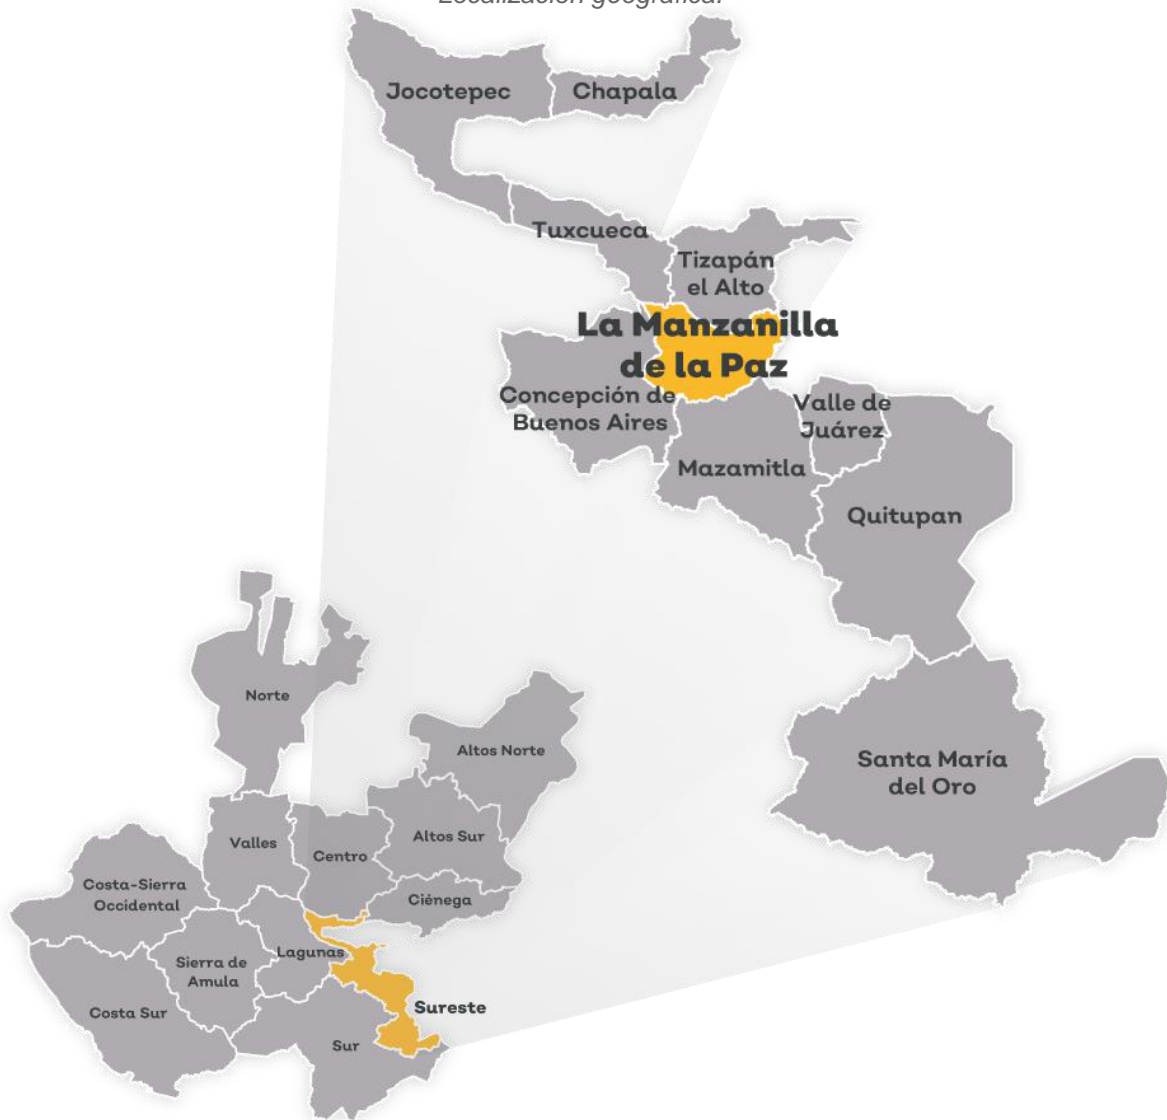 Localización geográfica.
Jocotepec
Chapala
Tuxcueca
Tizapán
el Alto
La Manzanilla
de la Paz
Concepción de
Buenos Aires
Valle de
Juárez
Mazamitla
Quitupan
Santa María
del Oro
Norte
Altos Norte
Valles
Centro
Altos Sur
Costa-Sierra
Occidental
Ciénega
Sierra de
Amula
Lagunas
Costa Sur
Sureste
Sur